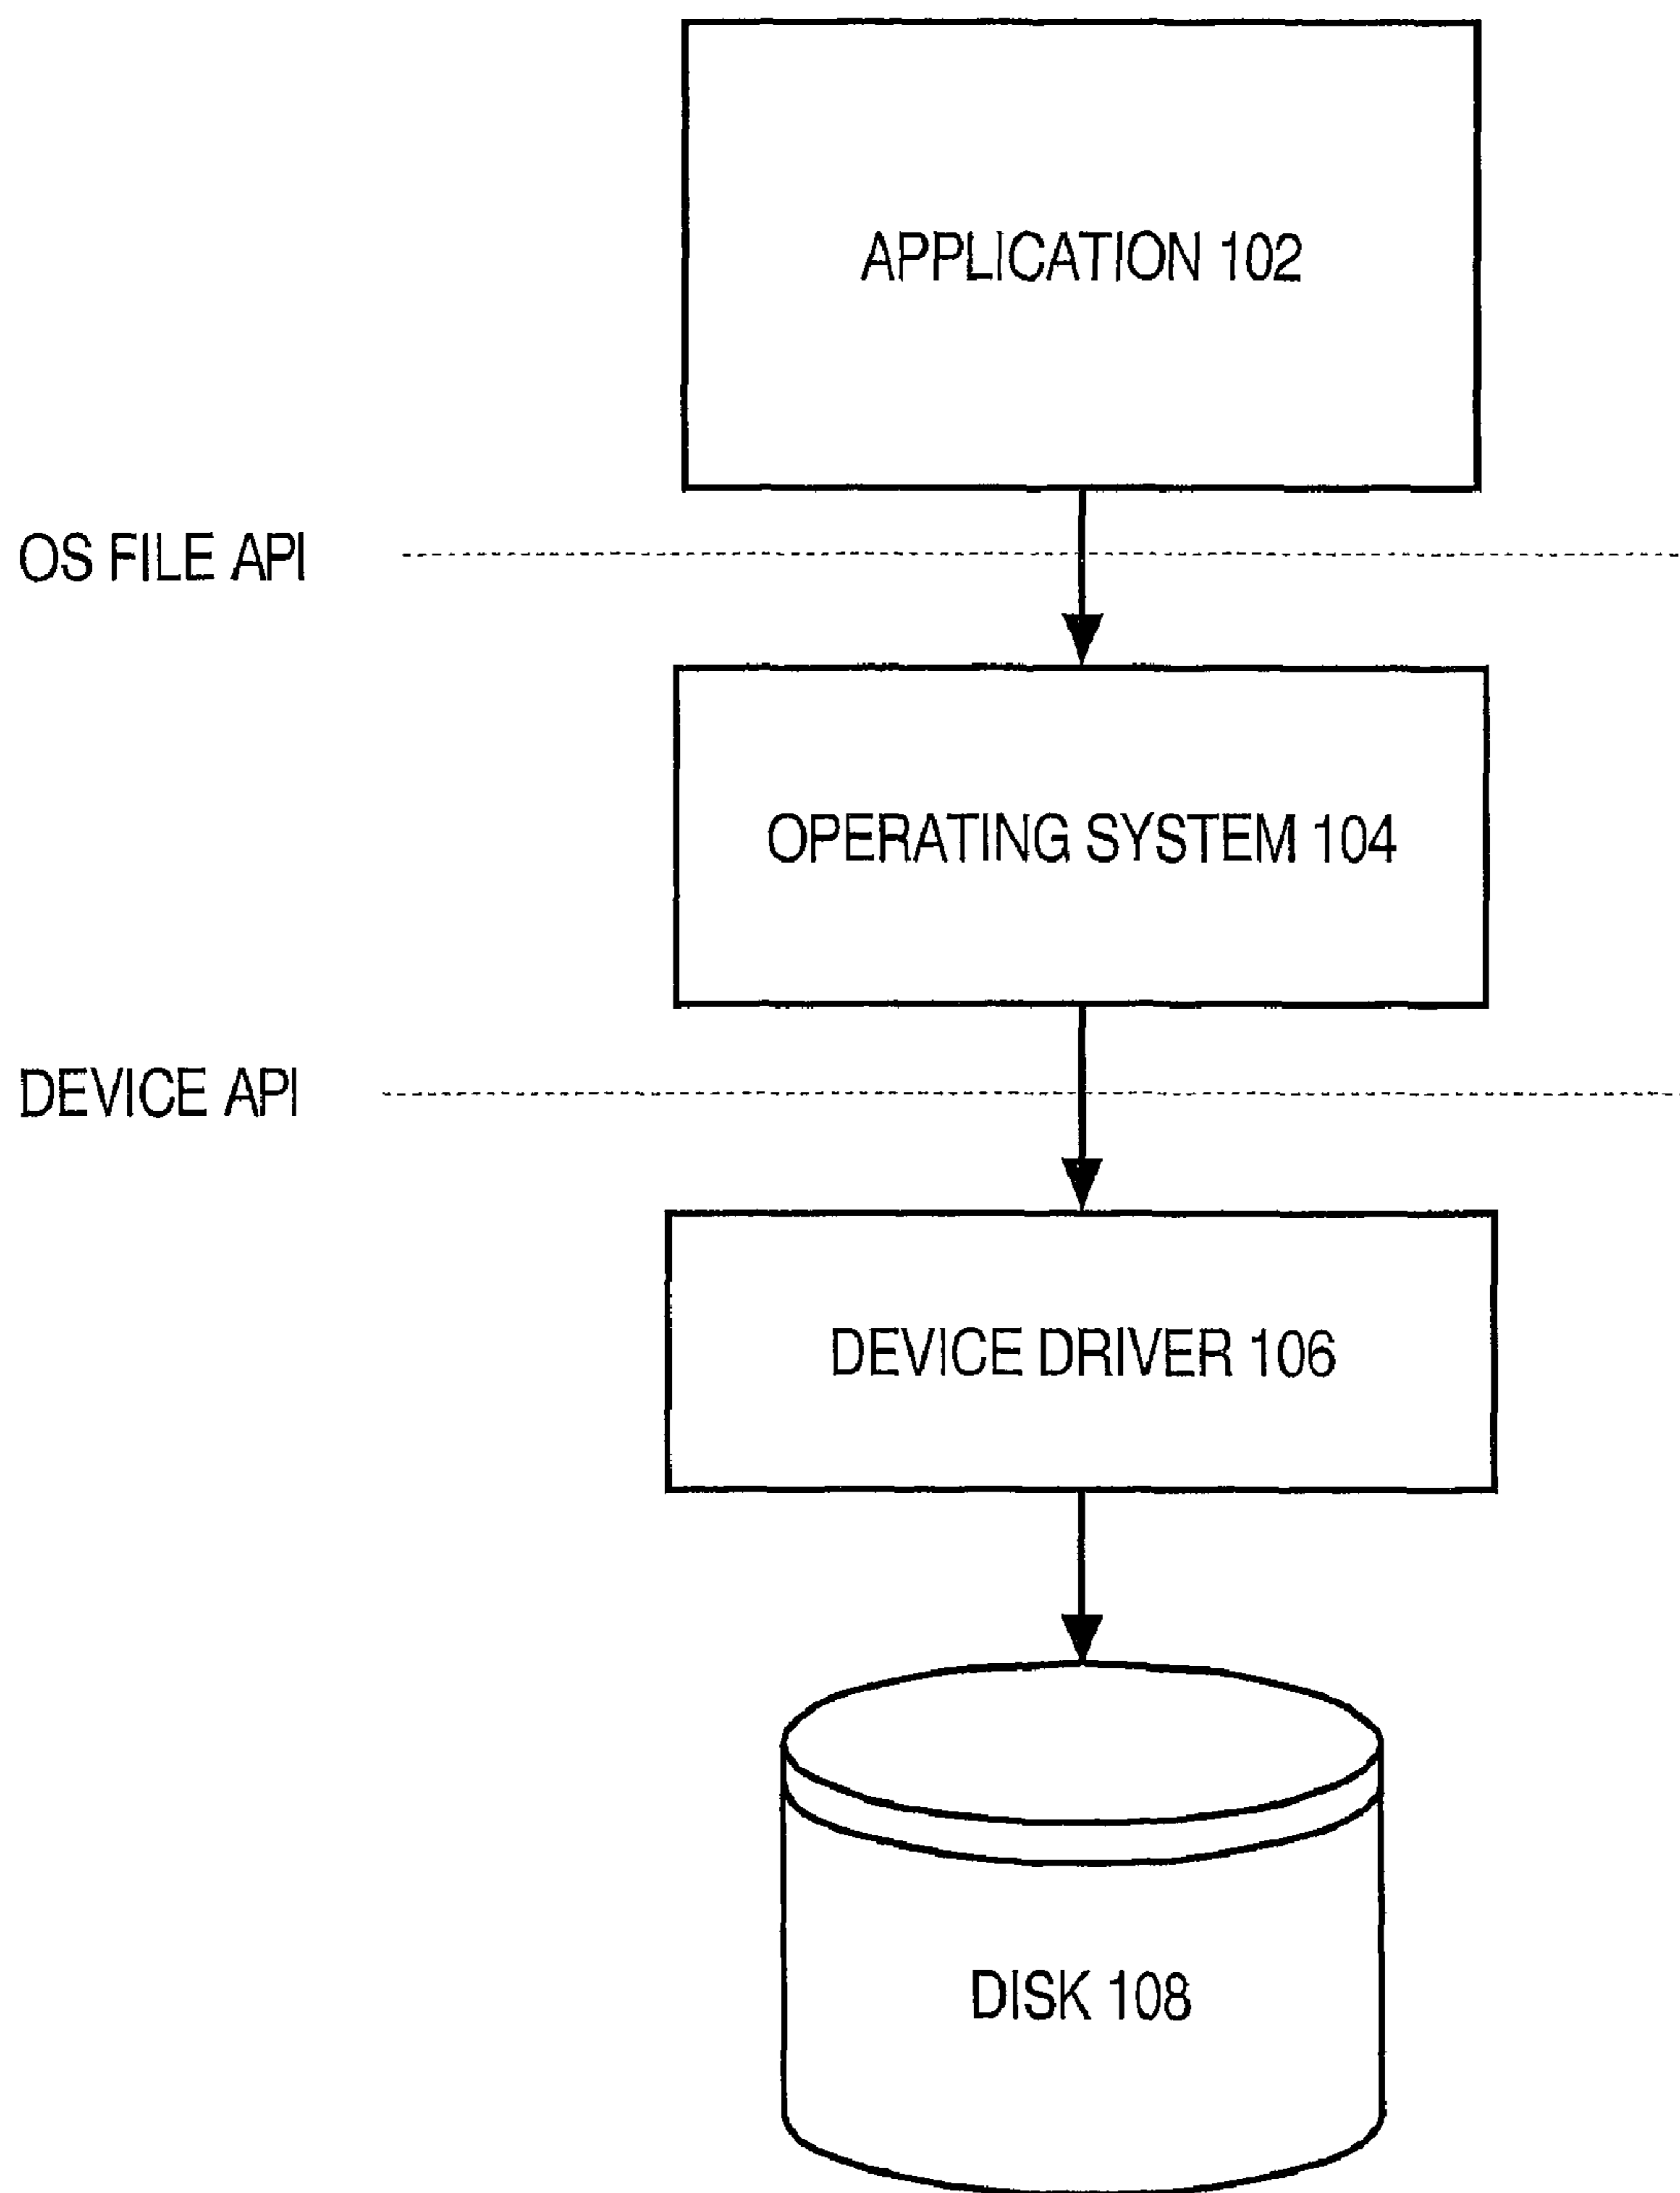 APPLICATION 102
OS FILE API
OPERATING SYSTEM 104
DEVICE API
DEVICE DRIVER 106
DISK 108